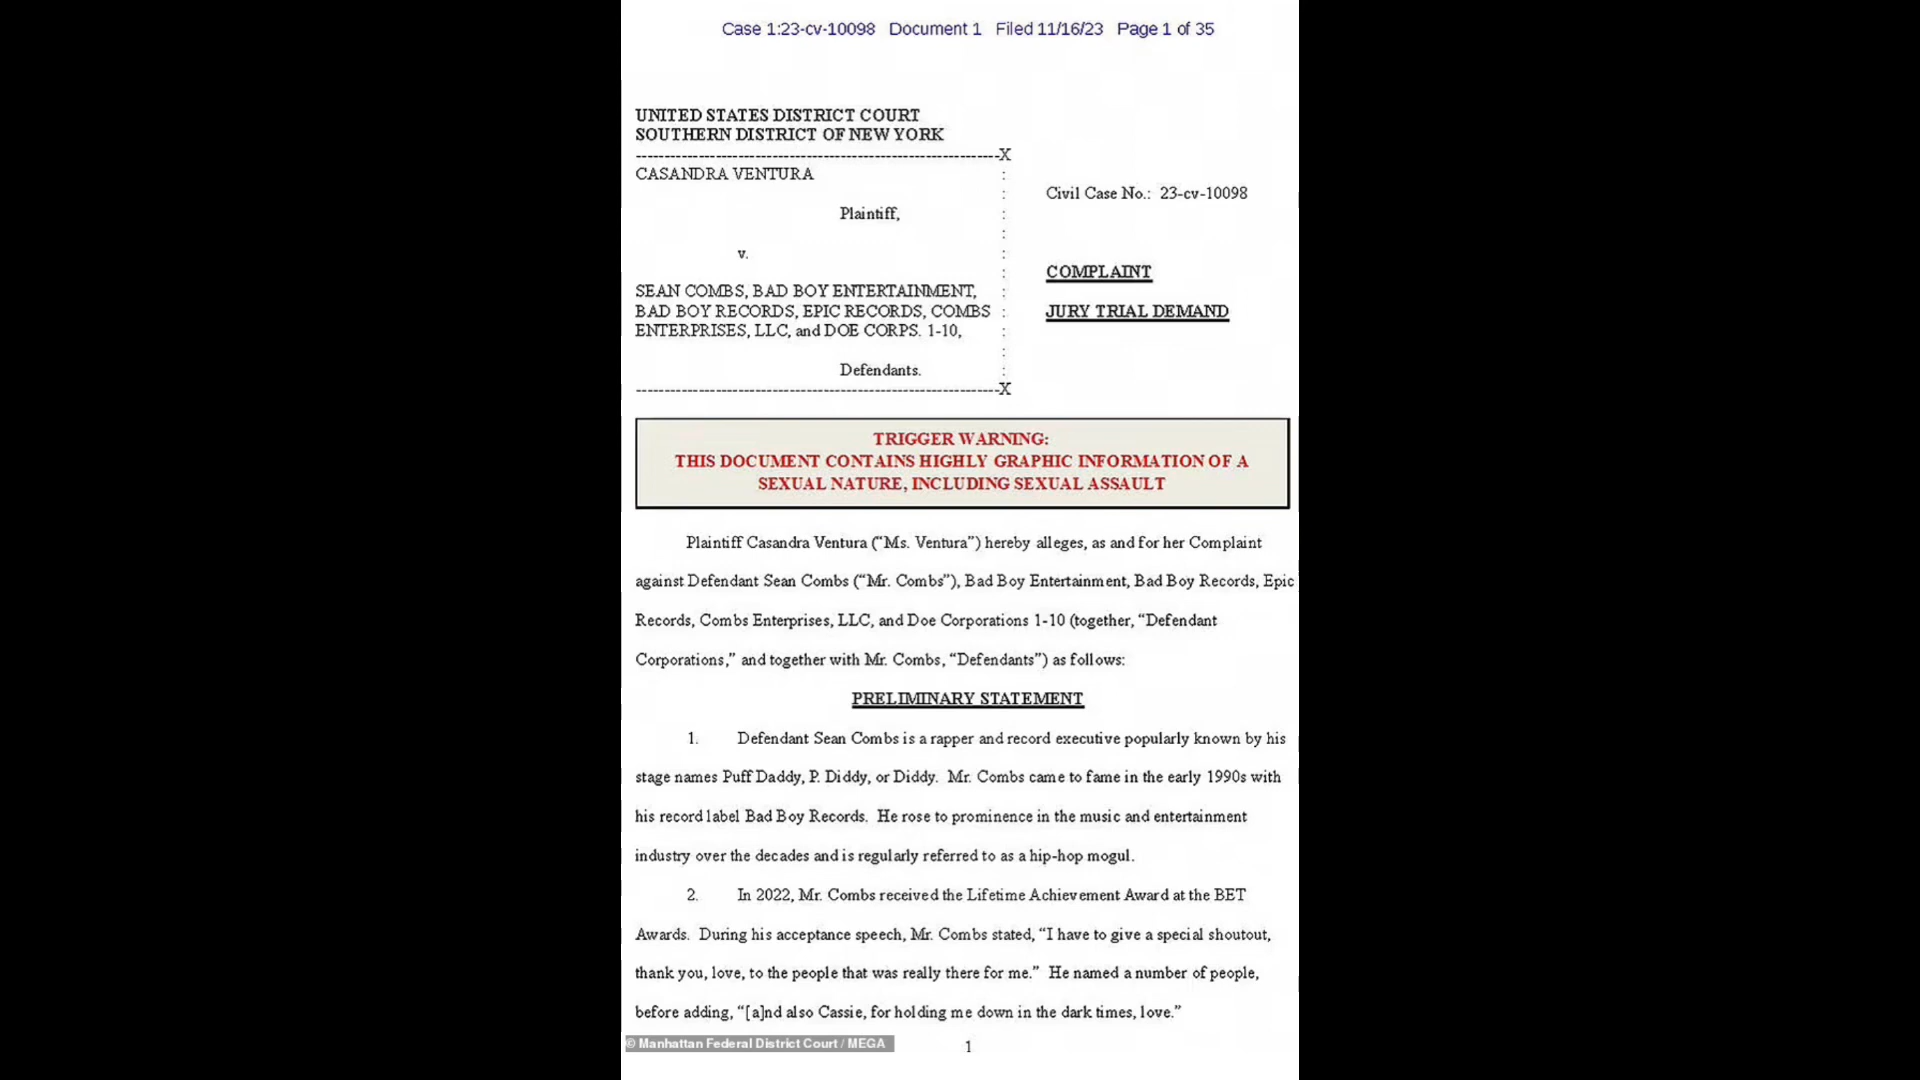 Case 1:23-cv-10098 Document 1 Filed 11/16/23 Page 1 of 35
UNITED STATES DISTRICT COURT
SOUTHERN DISTRICT OF NEW YORK
----------------------------------------------------------------X
CASANDRA VENTURA :
: Civil Case No.: 23-cv-10098
Plaintiff, :
:
v. :
: COMPLAINT
SEAN COMBS, BAD BOY ENTERTAINMENT, :
BAD BOY RECORDS, EPIC RECORDS, COMBS : JURY TRIAL DEMAND
ENTERPRISES, LLC, and DOE CORPS. 1-10, :
:
Defendants. :
----------------------------------------------------------------X
TRIGGER WARNING:
THIS DOCUMENT CONTAINS HIGHLY GRAPHIC INFORMATION OF A
SEXUAL NATURE, INCLUDING SEXUAL ASSAULT
Plaintiff Casandra Ventura (“Ms. Ventura”) hereby alleges, as and for her Complaint
against Defendant Sean Combs (“Mr. Combs”), Bad Boy Entertainment, Bad Boy Records, Epic
Records, Combs Enterprises, LLC, and Doe Corporations 1-10 (together, “Defendant
Corporations,” and together with Mr. Combs, “Defendants”) as follows:
PRELIMINARY STATEMENT
1. Defendant Sean Combs is a rapper and record executive popularly known by his
stage names Puff Daddy, P. Diddy, or Diddy. Mr. Combs came to fame in the early 1990s with
his record label Bad Boy Records. He rose to prominence in the music and entertainment
industry over the decades and is regularly referred to as a hip-hop mogul.
2. In 2022, Mr. Combs received the Lifetime Achievement Award at the BET
Awards. During his acceptance speech, Mr. Combs stated, “I have to give a special shoutout,
thank you, love, to the people that was really there for me.” He named a number of people,
before adding, “[a]nd also Cassie, for holding me down in the dark times, love.”
© Manhattan Federal District Court / MEGA
1